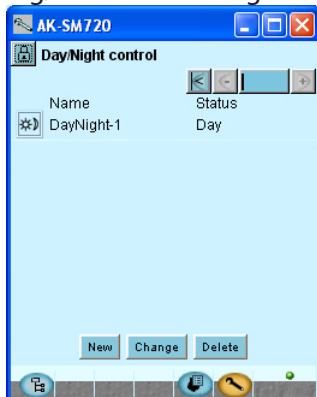 AK-SM720
Day/Night control
Name Status
DayNight-1 Day
New Change Delete